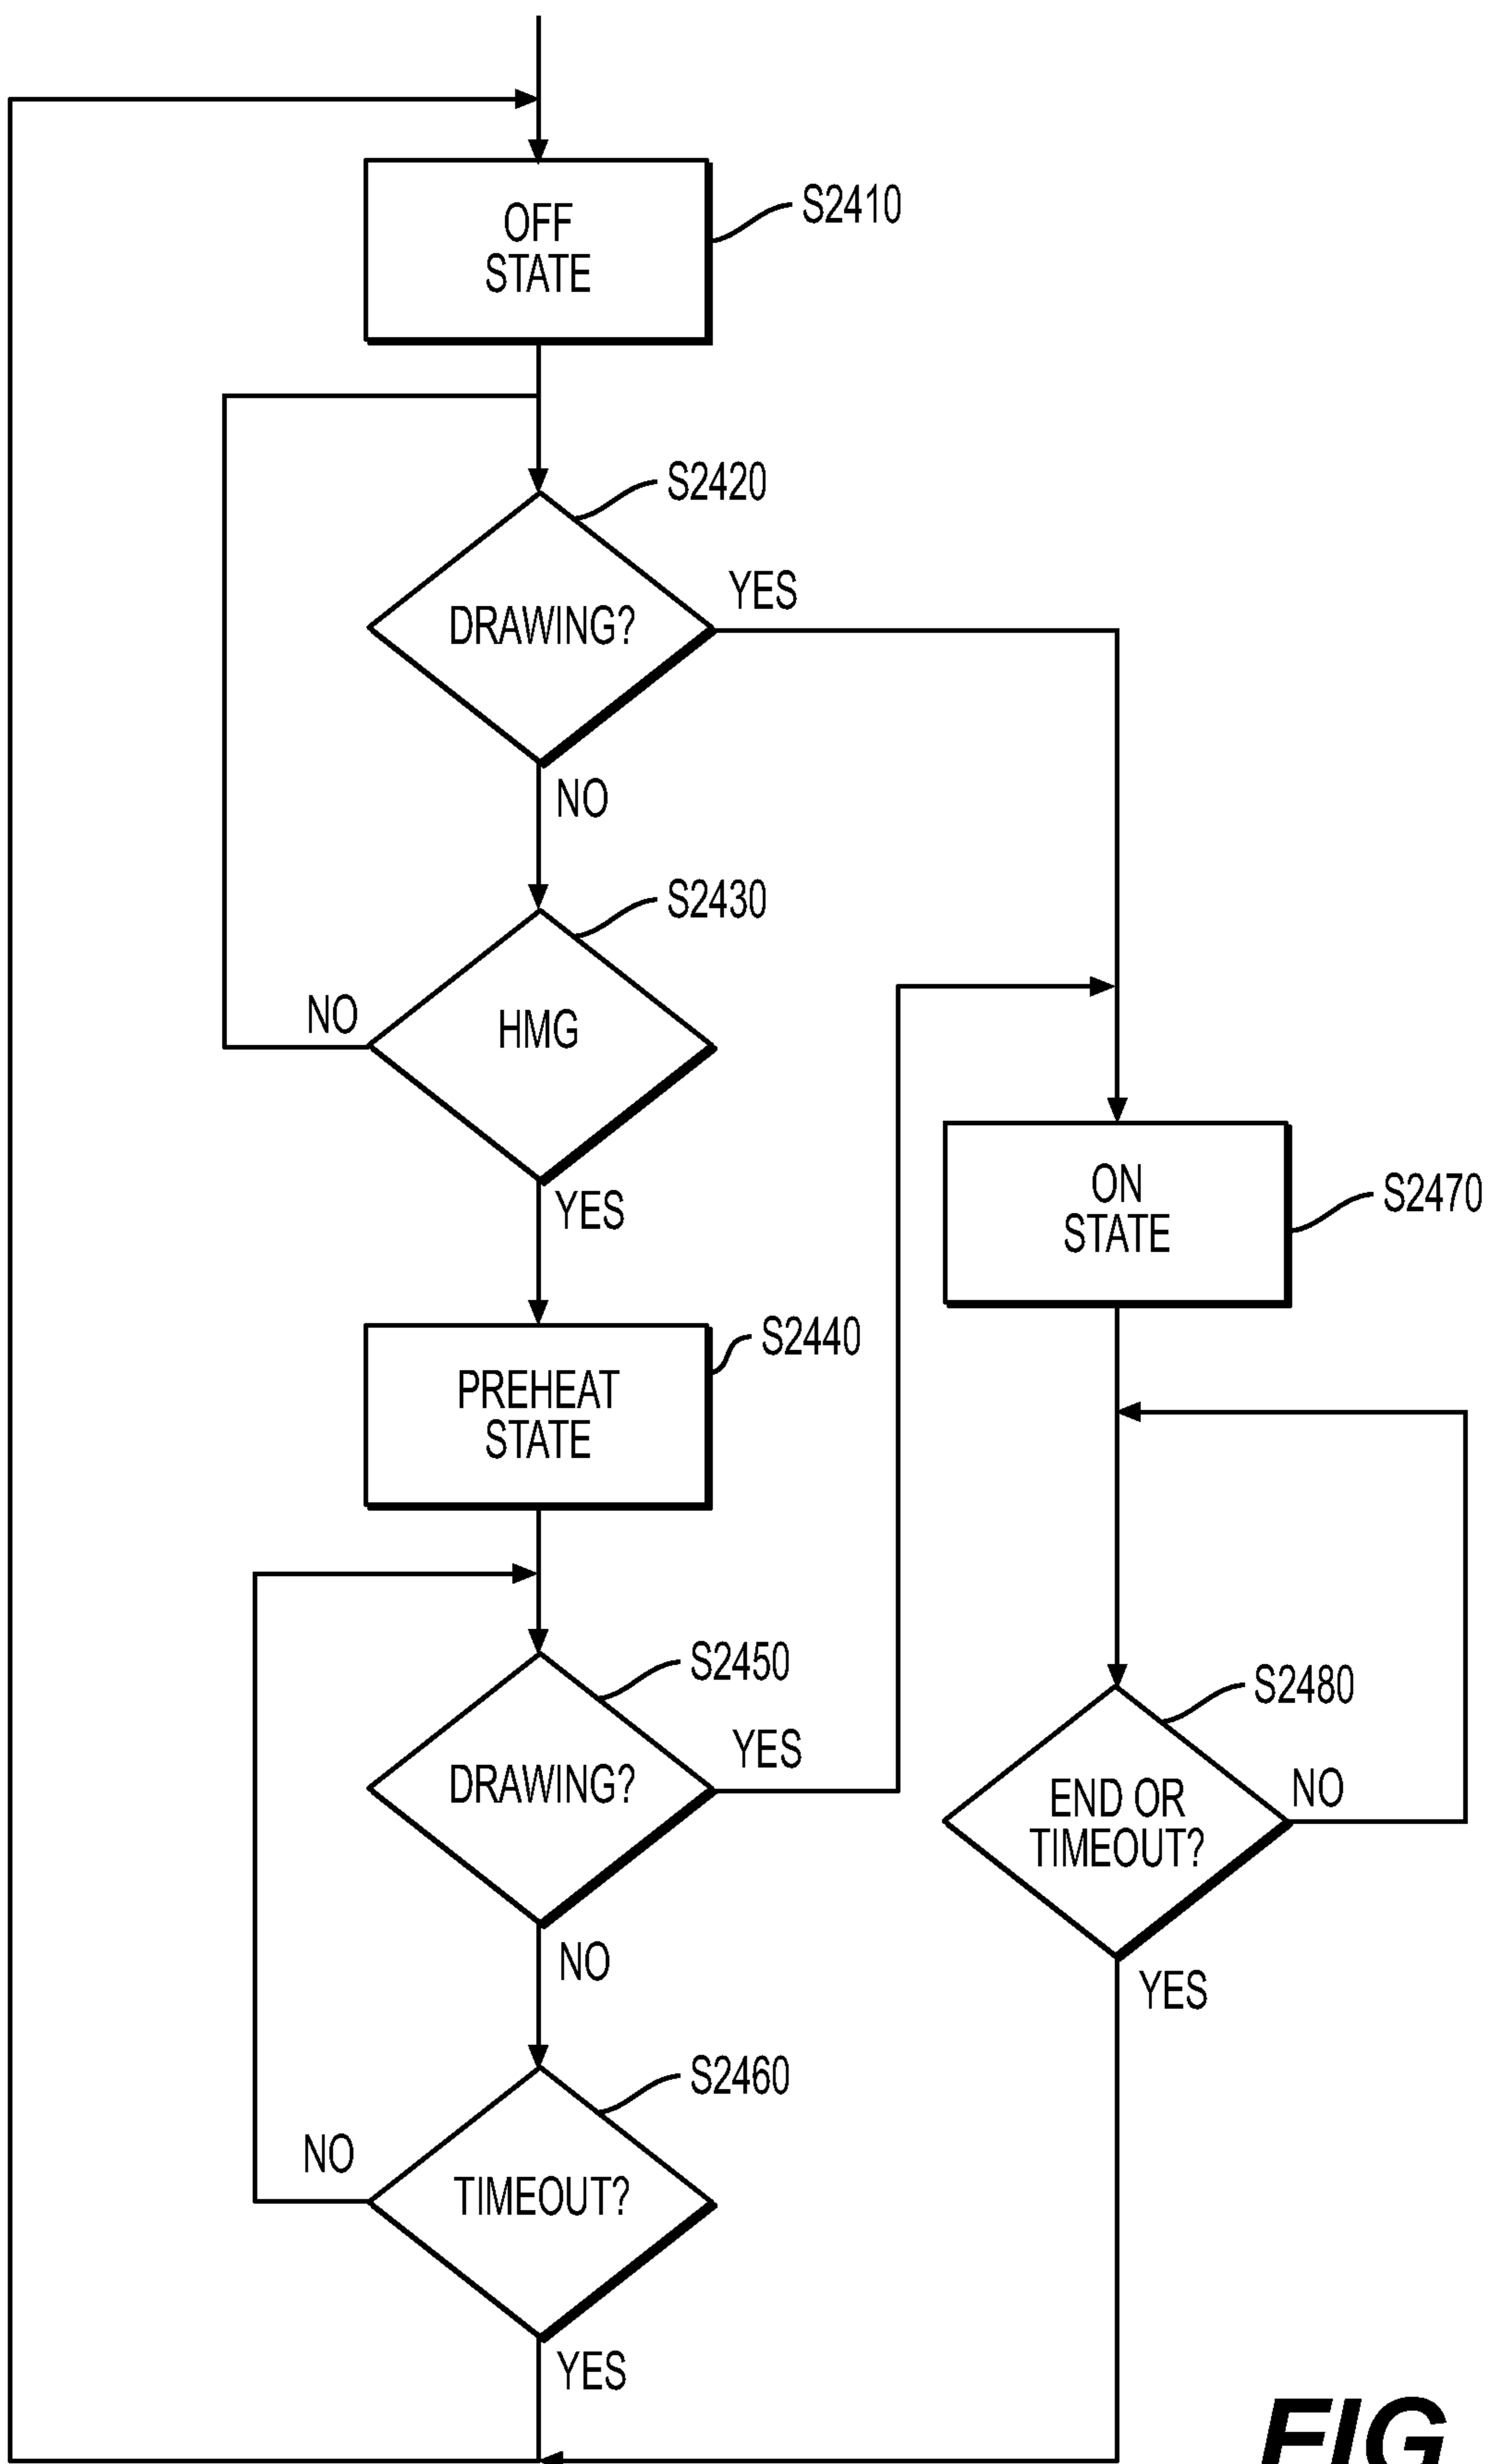 OFF
STATE
S2410
S2420
DRAWING?
YES
NO
S2430
HMG
NO
YES
S2440
PREHEAT
STATE
ON
STATE
S2470
S2450
DRAWING?
YES
NO
S2480
END OR
TIMEOUT?
NO
YES
S2460
TIMEOUT?
NO
YES
FIG